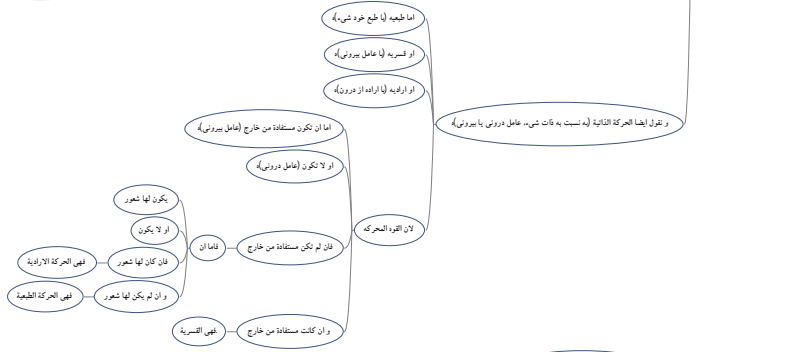 و نقول ایضا الحرکة الذاتیة (به نسبت به ذات شیء، عامل درونی یا بیرونی)ه
اما طبعیه (با طبع خود شیء)ه
او قسریه (با عامل بیرونی)ه
او ارادیه (با اراده از درون)ه
لان القوه المحرکه
اما ان تکون مستفادة من خارج (عامل بیرونی)ه
او لا تکون (عامل درونی)ه
فان لم تکن مستفادة من خارج
فاما ان
یکون لها شعور
او لا یکون
فان کان لها شعور
فهی الحرکة الارادیة
و ان لم یکن لها شعور
فهی الحرکة الطبعیة
و ان کانت مستفادة من خارج
فهی القسریة.